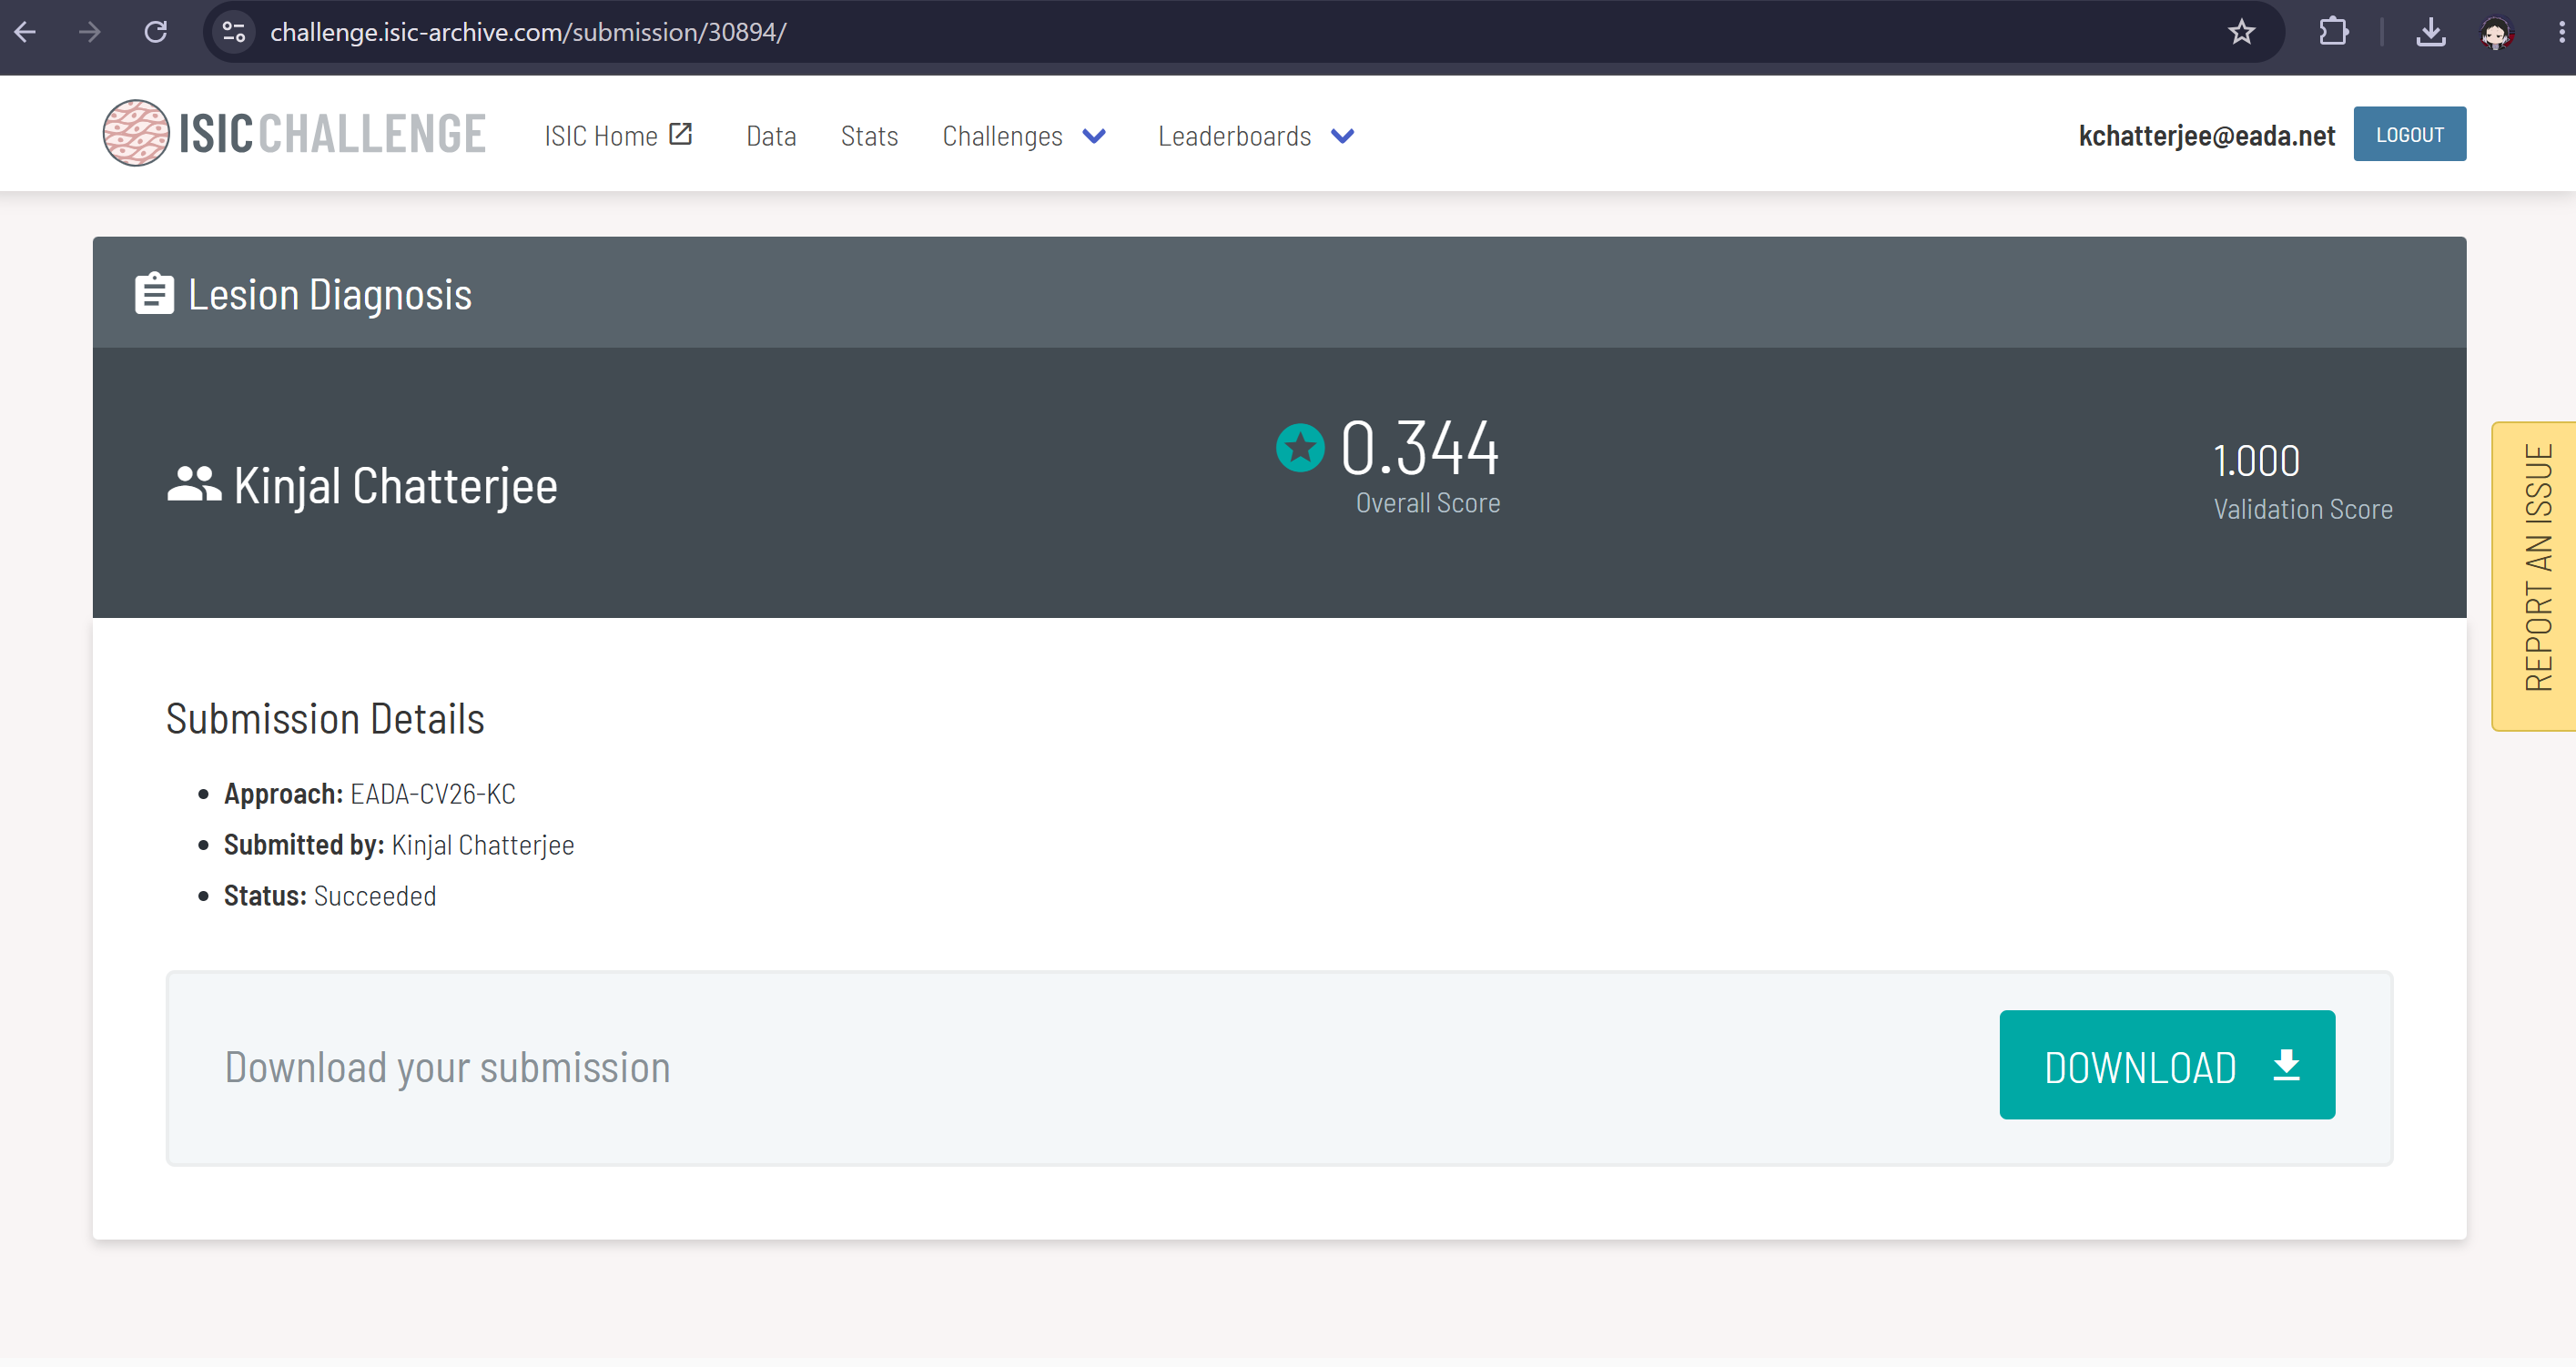 challenge.isic-archive.com/submission/30894/
ISIC CHALLENGE ISIC Home Data Stats Challenges Leaderboards kchatterjee@eada.net LOGOUT
Lesion Diagnosis
Kinjal Chatterjee
0.344
Overall Score
1.000
Validation Score
REPORT AN ISSUE
Submission Details
Approach: EADA-CV26-KC
Submitted by: Kinjal Chatterjee
Status: Succeeded
Download your submission
DOWNLOAD